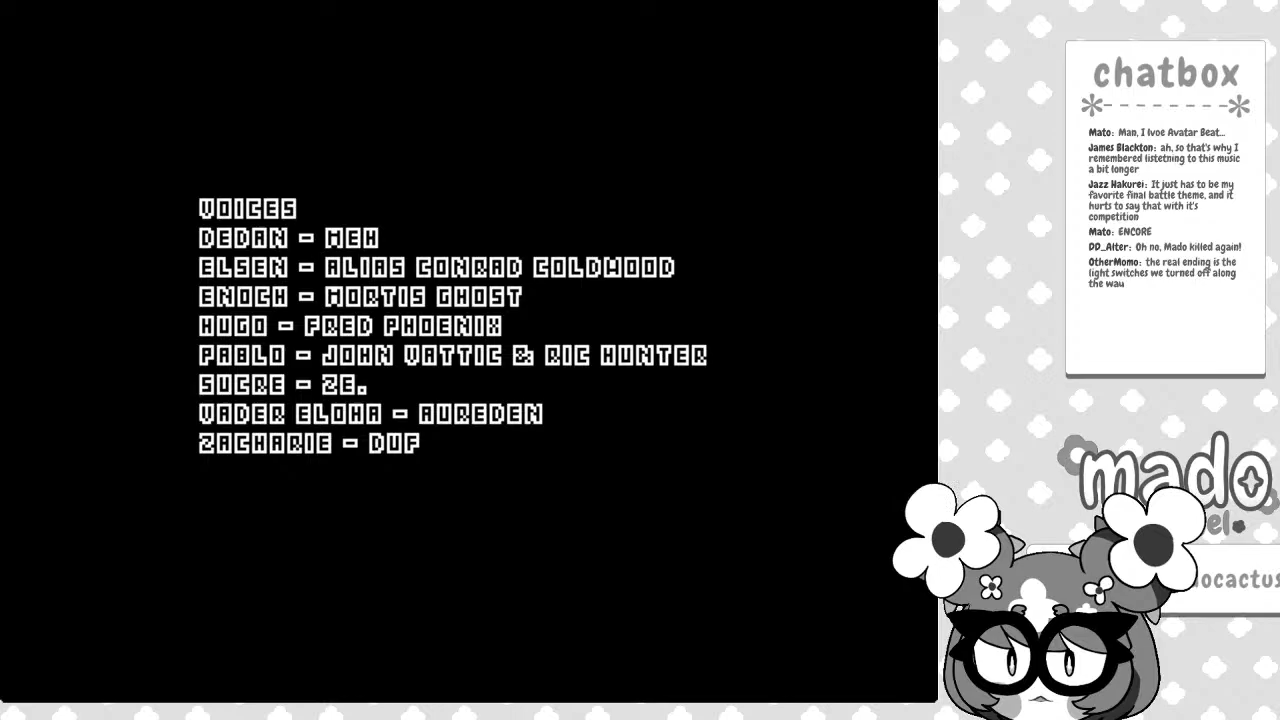 VOICES
DEDAN - MEH
ELSEN - ALIAS CONRAD COLDWOOD
ENOCH - MORTIS GHOST
HUGO - FRED PHOENIX
PABLO - JOHN VATTIC & RIC HUNTER
SUCRE - ZE.
VADER ELOHA - AUREDEN
ZACHARIE - DUF
chatbox
Mato: Man, I lvoe Avatar Beat...
James Blackton: ah, so that's why I
remembered listetning to this music
a bit longer
Jazz Hakurei: It just has to be my
favorite final battle theme, and it
hurts to say that with it's
competition
Mato: ENCORE
DD_Alter: Oh no, Mado killed again!
OtherMomo: the real ending is the
light switches we turned off along
the wau
mado
el
docactus